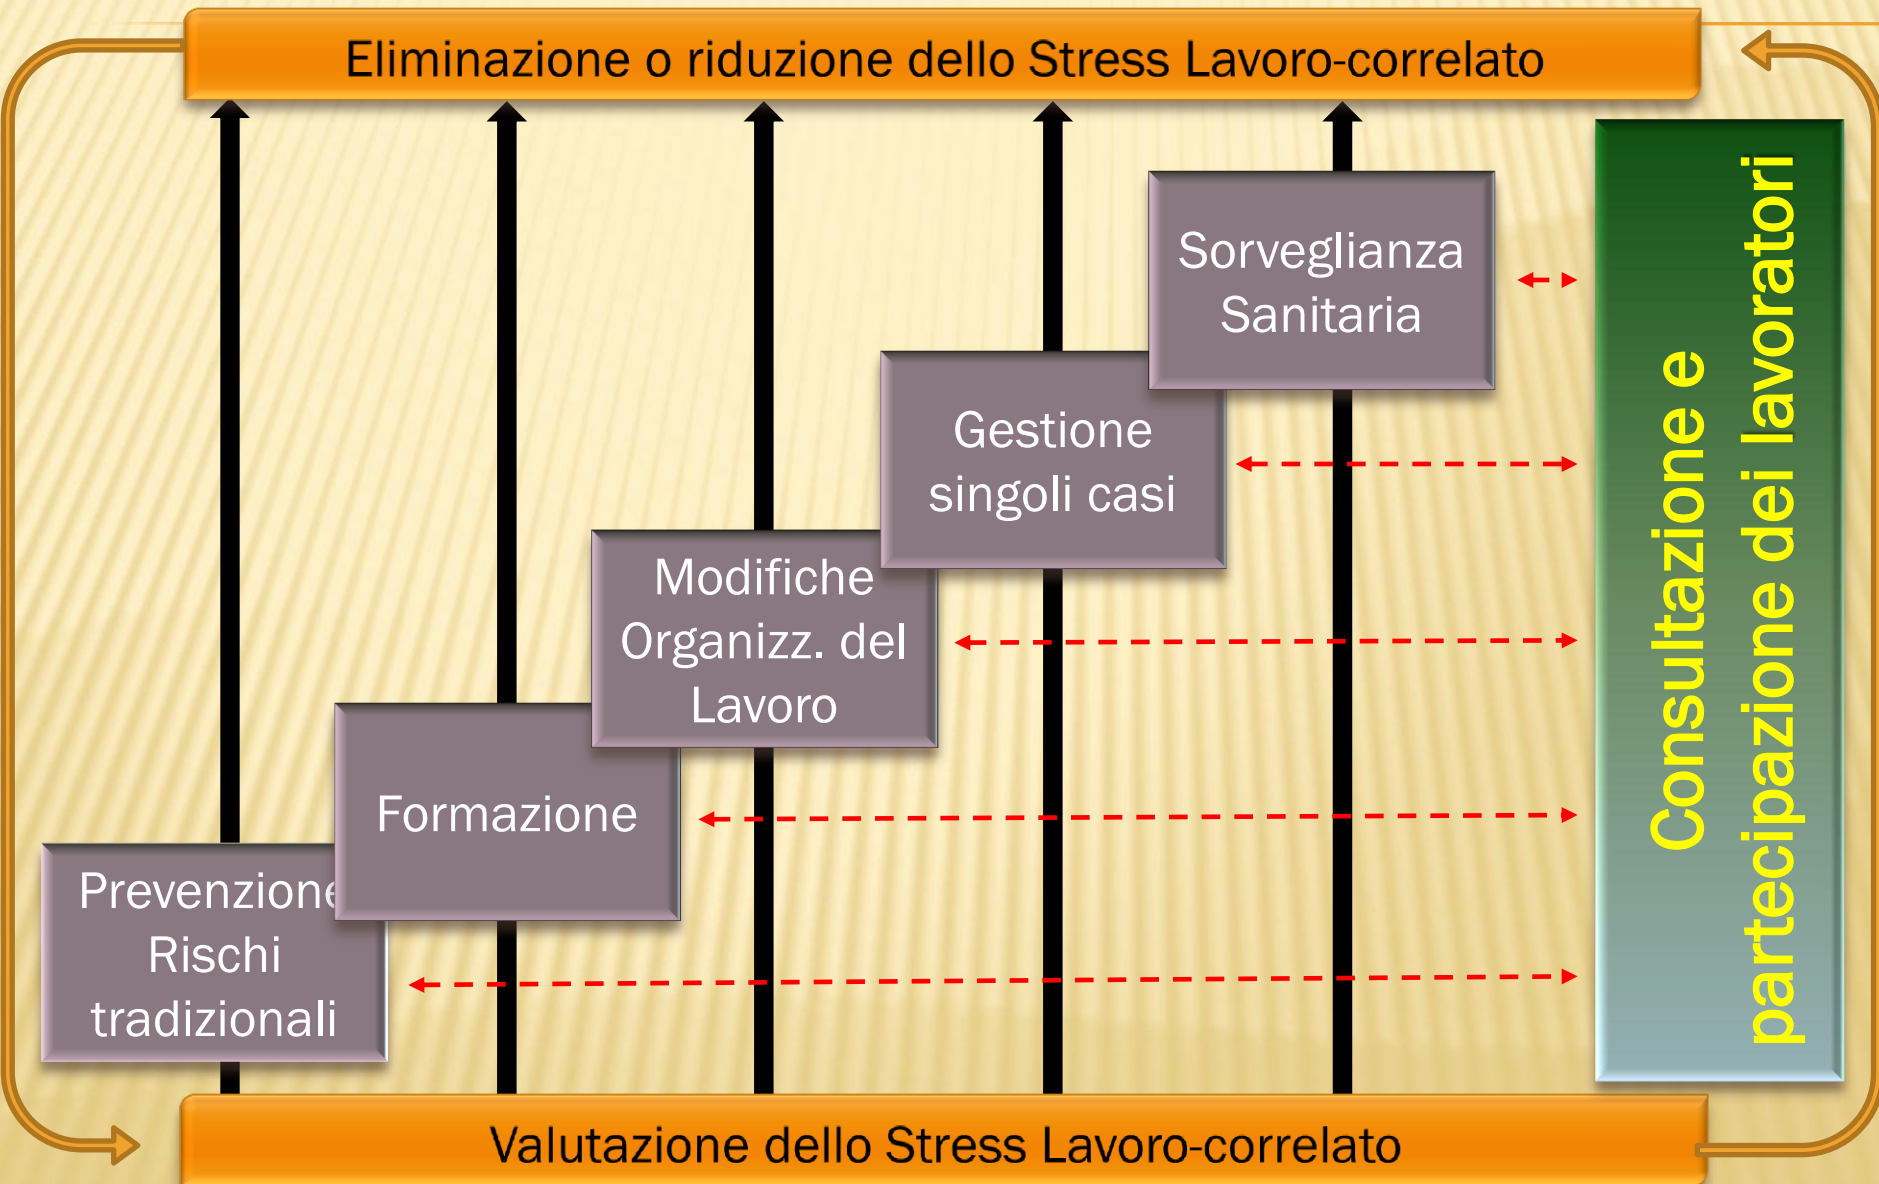 Eliminazione o riduzione dello Stress Lavoro-correlato
Sorveglianza
Sanitaria
Gestione
singoli casi
Modifiche
Organizz. del
Lavoro
Formazione
Prevenzione
Rischi
tradizionali
Consultazione e
partecipazione dei lavoratori
Valutazione dello Stress Lavoro-correlato